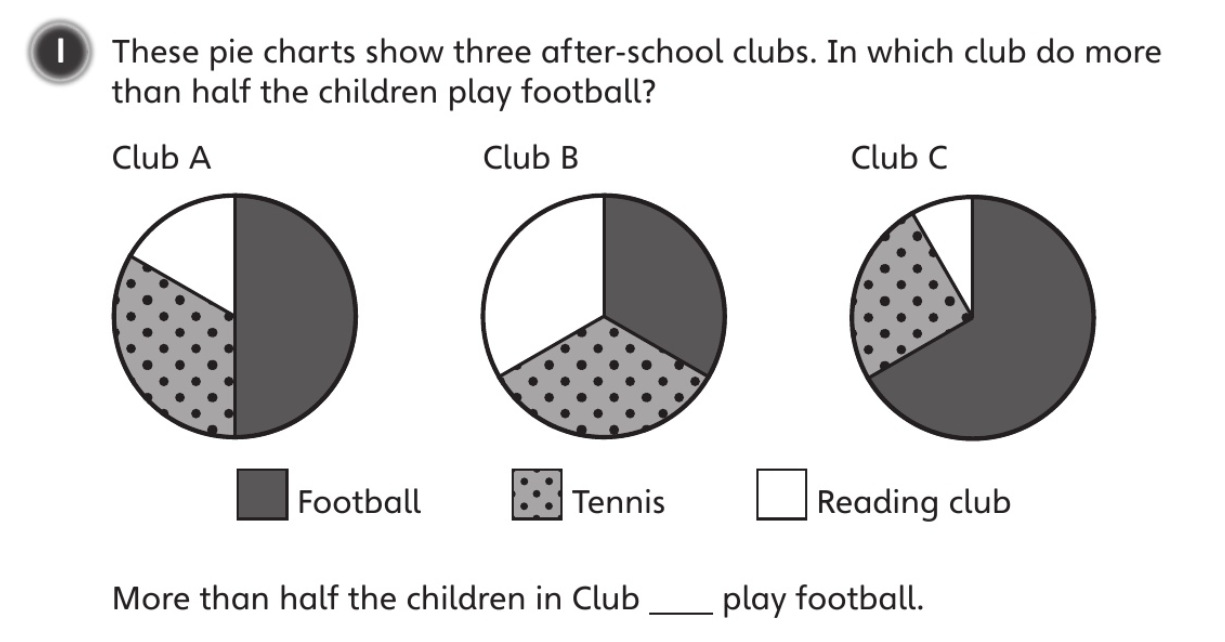 1 These pie charts show three after-school clubs. In which club do more
than half the children play football?
Club A Club B Club C
Football Tennis Reading club
More than half the children in Club ____ play football.